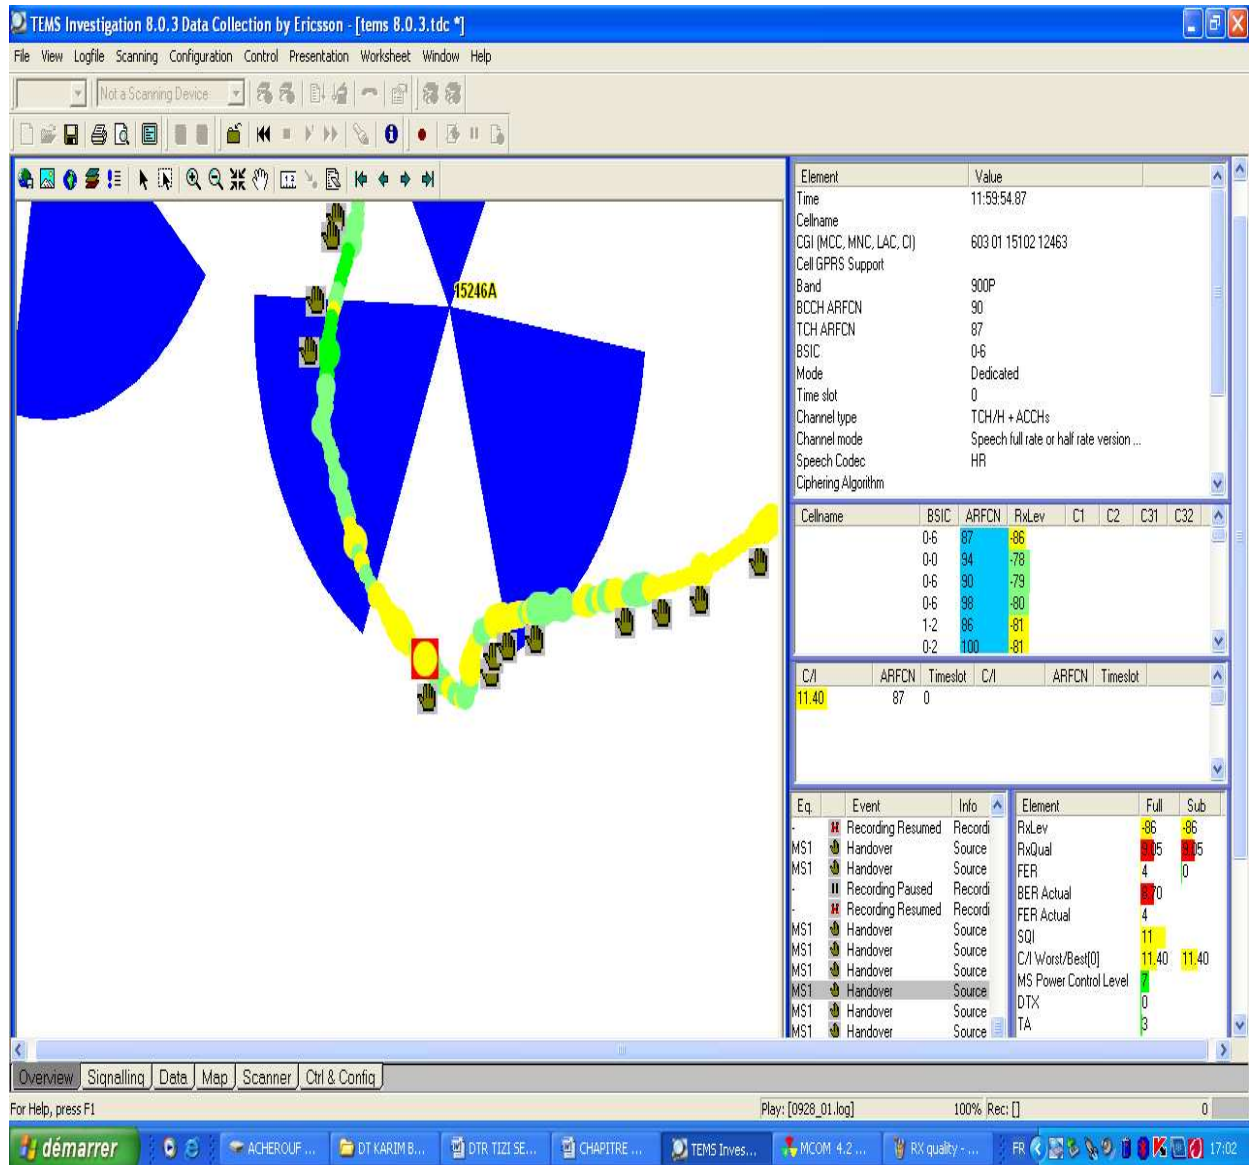 TEMS Investigation 8.0.3 Data Collection by Ericsson - [tems 8.0.3.tdc *]
File View Logfile Scanning Configuration Control Presentation Worksheet Window Help
Not a Scanning Device
15246A
Element Value
Time 11:59:54.87
Cellname
CGI (MCC, MNC, LAC, CI) 603 01 15102 12463
Cell GPRS Support
Band 900P
BCCH ARFCN 90
TCH ARFCN 87
BSIC 0-6
Mode Dedicated
Time slot 0
Channel type TCH/H + ACCHs
Channel mode Speech full rate or half rate version ...
Speech Codec HR
Ciphering Algorithm
Cellname BSIC ARFCN RxLev C1 C2 C31 C32
0-6 87 -86
0-0 94 -78
0-6 90 -79
0-6 98 -80
1-2 86 -81
0-2 100 -81
C/I ARFCN Timeslot C/I ARFCN Timeslot
11.40 87 0
Eq. Event Info
- Recording Resumed Recordi
MS1 Handover Source
MS1 Handover Source
- Recording Paused Recordi
- Recording Resumed Recordi
MS1 Handover Source
MS1 Handover Source
MS1 Handover Source
MS1 Handover Source
MS1 Handover Source
MS1 Handover Source
Element Full Sub
RxLev -86 -86
RxQual 9.05 9.05
FER 4 0
BER Actual 8.70
FER Actual 4
SQI 11
C/I Worst/Best[0] 11.40 11.40
MS Power Control Level 7
DTX 0
TA 3
Overview Signalling Data Map Scanner Ctrl & Config
For Help, press F1 Play: [0928_01.log] 100% Rec: [] 0
démarrer ACHEROUF ... DT KARIM B... DTR TIZI SE... CHAPITRE ... TEMS Inves... MCOM 4.2 ... RX quality - ... FR 17:02